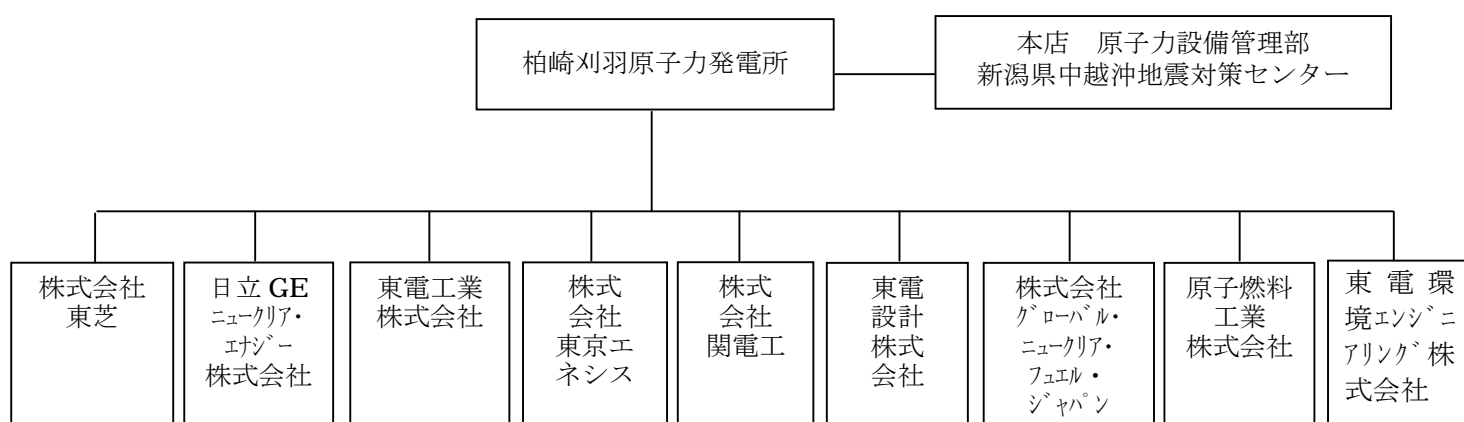 柏崎刈羽原子力発電所
本店　原子力設備管理部
新潟県中越沖地震対策センター
株式会社
東芝
日立 GE
ﾆｭｰｸﾘｱ・
ｴﾅｼﾞｰ
株式会社
東電工業
株式会社
株式
会社
東京エ
ネシス
株式
会社
関電工
東電
設計
株式
会社
株式会社
ｸﾞﾛｰﾊﾞﾙ・
ﾆｭｰｸﾘｱ・
ﾌｭｴﾙ・
ｼﾞｬﾊﾟﾝ
原子燃料
工業
株式会社
東電環
境ｴﾝｼﾞﾆ
ｱﾘﾝｸﾞ株
式会社